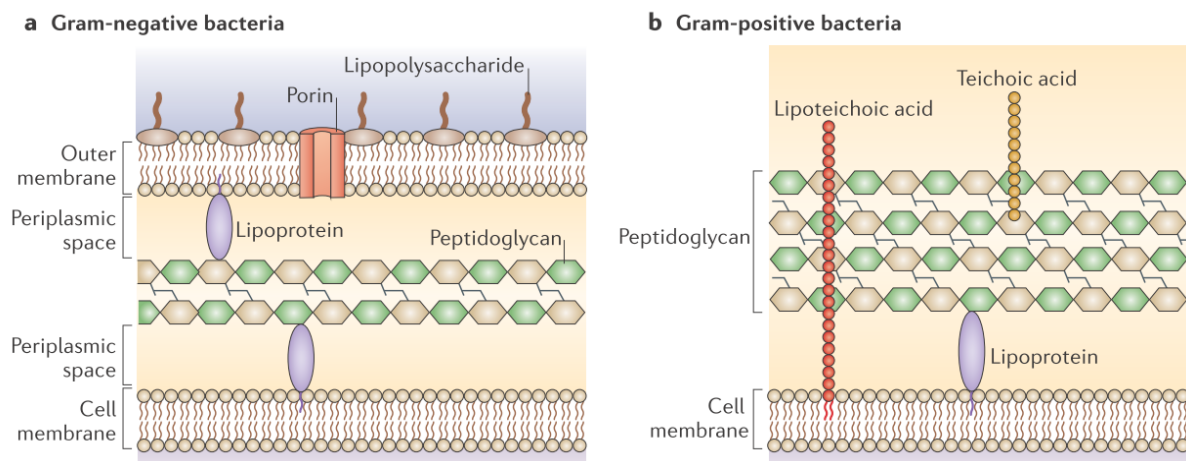 a Gram-negative bacteria
Lipopolysaccharide
Porin
Outer
membrane
Periplasmic
space
Lipoprotein
Peptidoglycan
Periplasmic
space
Cell
membrane
b Gram-positive bacteria
Teichoic acid
Lipoteichoic acid
Peptidoglycan
Lipoprotein
Cell
membrane